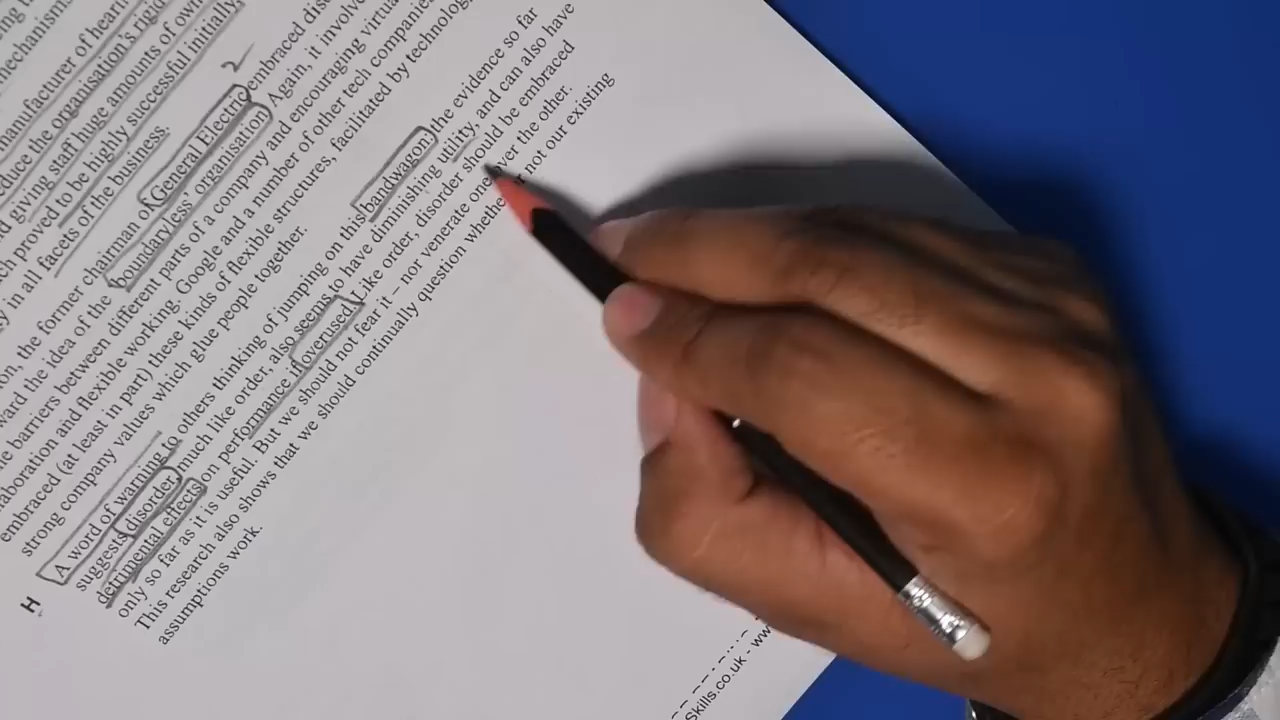 mechanism
manufacturer of hearing
reduce the organisation's rigid
d giving staff huge amounts of own
ch proved to be highly successful initially,
gy in all facets of the business.
2
on, the former chairman of General Electric, embraced dis
ward the idea of the 'boundaryless' organisation. Again, it involve
e barriers between different parts of a company and encouraging virtua
aboration and flexible working. Google and a number of other tech companies
embraced (at least in part) these kinds of flexible structures, facilitated by technolog
strong company values which glue people together.
H
A word of warning to others thinking of jumping on this bandwagon: the evidence so far
suggests disorder, much like order, also seems to have diminishing utility, and can also have
detrimental effects on performance if overused. Like order, disorder should be embraced
only so far as it is useful. But we should not fear it – nor venerate one over the other.
This research also shows that we should continually question whether or not our existing
assumptions work.
Skills.co.uk - ww